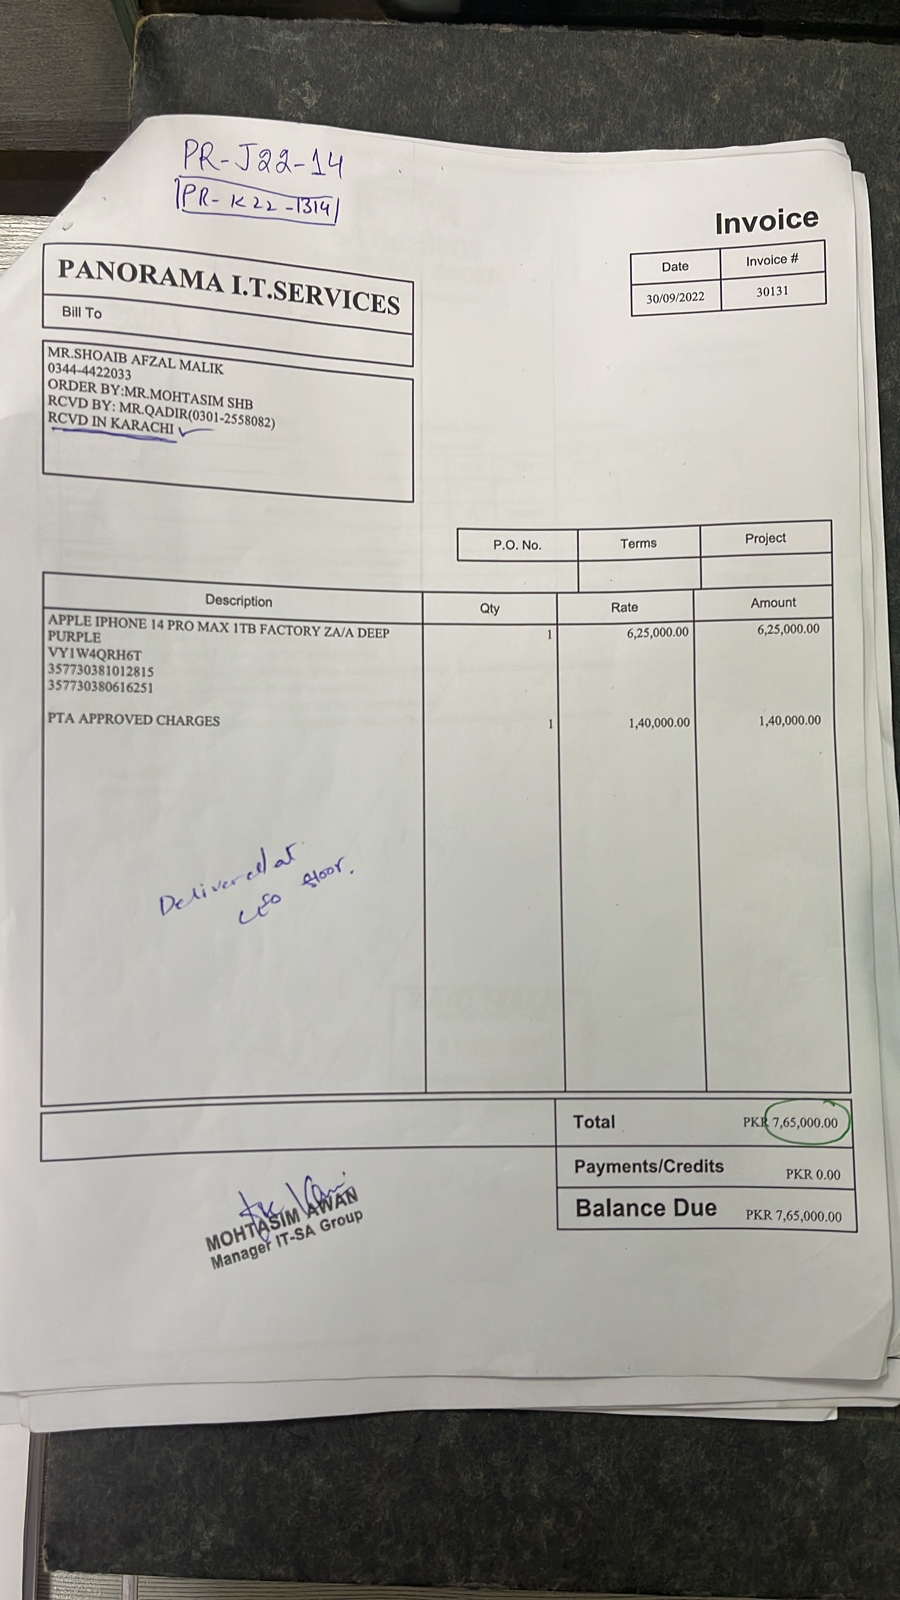 PR-J22-14
PR-K22-1314
Invoice
Date Invoice #
30/09/2022 30131
PANORAMA I.T.SERVICES
Bill To
MR.SHOAIB AFZAL MALIK
0344-4422033
ORDER BY:MR.MOHTASIM SHB
RCVD BY: MR.QADIR(0301-2558082)
RCVD IN KARACHI
P.O. No. Terms Project
Description Qty Rate Amount
APPLE IPHONE 14 PRO MAX 1TB FACTORY ZA/A DEEP 1 6,25,000.00 6,25,000.00
PURPLE
VY1W4QRH6T
357730381012815
357730380616251
PTA APPROVED CHARGES 1 1,40,000.00 1,40,000.00
Delivered at
CEO floor.
Total PKR 7,65,000.00
Payments/Credits PKR 0.00
Balance Due PKR 7,65,000.00
MOHTASIM AWAN
Manager IT-SA Group